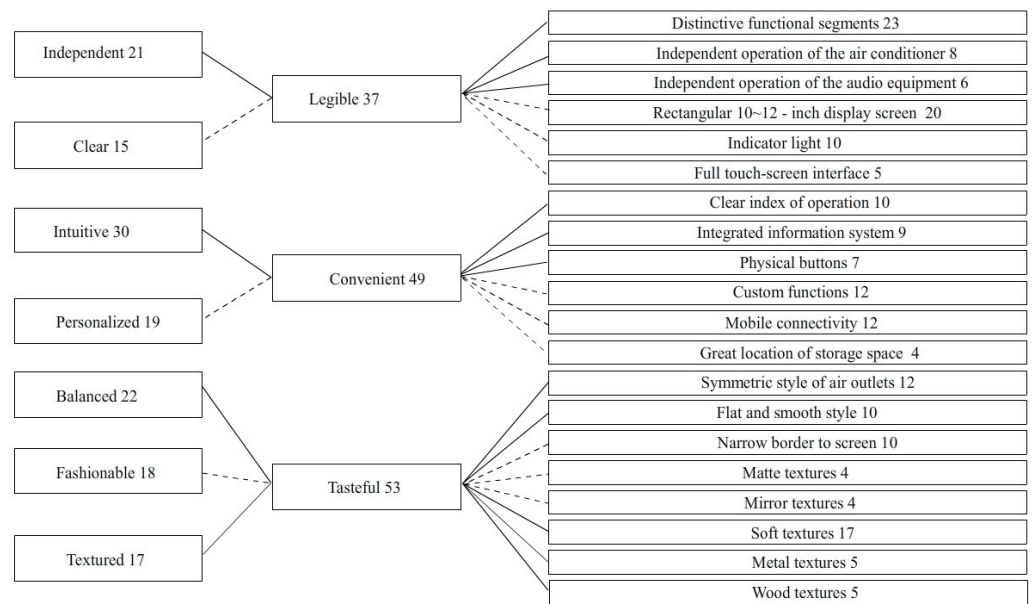 Independent 21
Clear 15
Intuitive 30
Personalized 19
Balanced 22
Fashionable 18
Textured 17
Legible 37
Convenient 49
Tasteful 53
Distinctive functional segments 23
Independent operation of the air conditioner 8
Independent operation of the audio equipment 6
Rectangular 10~12 - inch display screen 20
Indicator light 10
Full touch-screen interface 5
Clear index of operation 10
Integrated information system 9
Physical buttons 7
Custom functions 12
Mobile connectivity 12
Great location of storage space 4
Symmetric style of air outlets 12
Flat and smooth style 10
Narrow border to screen 10
Matte textures 4
Mirror textures 4
Soft textures 17
Metal textures 5
Wood textures 5